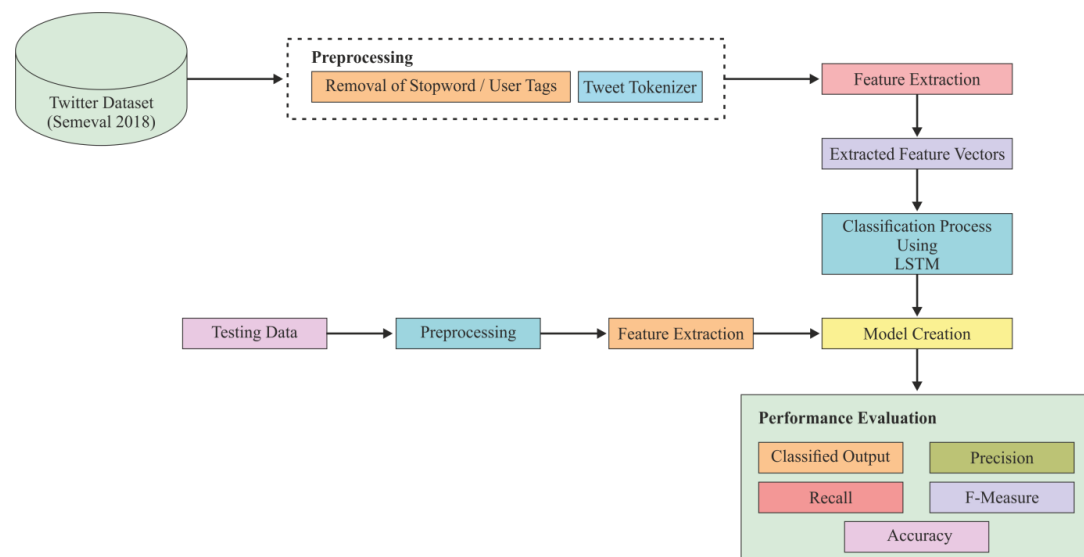 Preprocessing
Removal of Stopword / User Tags
Tweet Tokenizer
Twitter Dataset
(Semeval 2018)
Feature Extraction
Extracted Feature Vectors
Classification Process
Using
LSTM
Testing Data
Preprocessing
Feature Extraction
Model Creation
Performance Evaluation
Classified Output
Precision
Recall
F-Measure
Accuracy